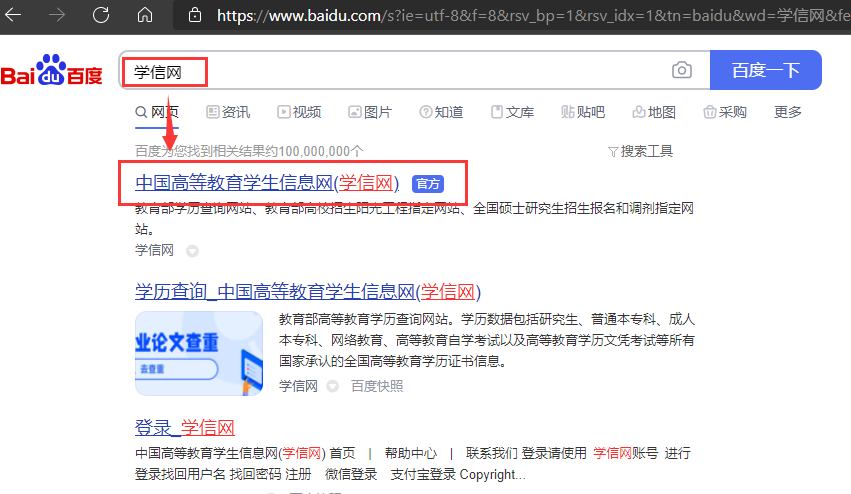 https://www.baidu.com/s?ie=utf-8&f=8&rsv_bp=1&rsv_idx=1&tn=baidu&wd=学信网&fe
Bai du 百度
学信网
百度一下
网页 资讯 视频 图片 知道 文库 贴吧 地图 采购 更多
百度为您找到相关结果约100,000,000个
搜索工具
中国高等教育学生信息网(学信网) 官方
教育部学历查询网站、教育部高校招生阳光工程指定网站、全国硕士研究生招生报名和调剂指定网
站。
学信网
学历查询_中国高等教育学生信息网(学信网)
业论文查重
去查重
教育部高等教育学历查询网站。学历数据包括研究生、普通本专科、成人
本专科、网络教育、高等教育自学考试以及高等教育学历文凭考试等所有
国家承认的全国高等教育学历证书信息。
学信网 百度快照
登录_学信网
中国高等教育学生信息网(学信网) 首页 | 帮助中心 | 联系我们 登录请使用 学信网账号 进行
登录找回用户名 找回密码 注册 微信登录 支付宝登录 Copyright...